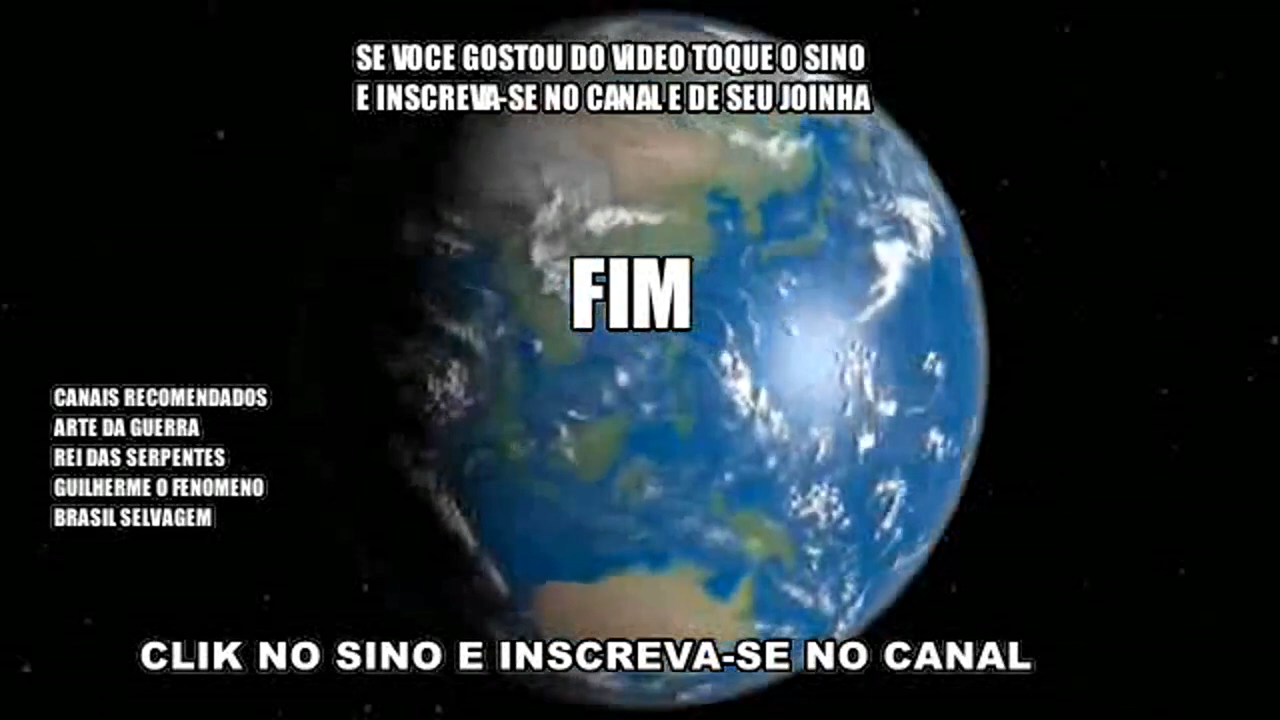 SE VOCE GOSTOU DO VIDEO TOQUE O SINO
E INSCREVA-SE NO CANAL E DE SEU JOINHA
FIM
CANAIS RECOMENDADOS
ARTE DA GUERRA
REI DAS SERPENTES
GUILHERME O FENOMENO
BRASIL SELVAGEM
CLIK NO SINO E INSCREVA-SE NO CANAL